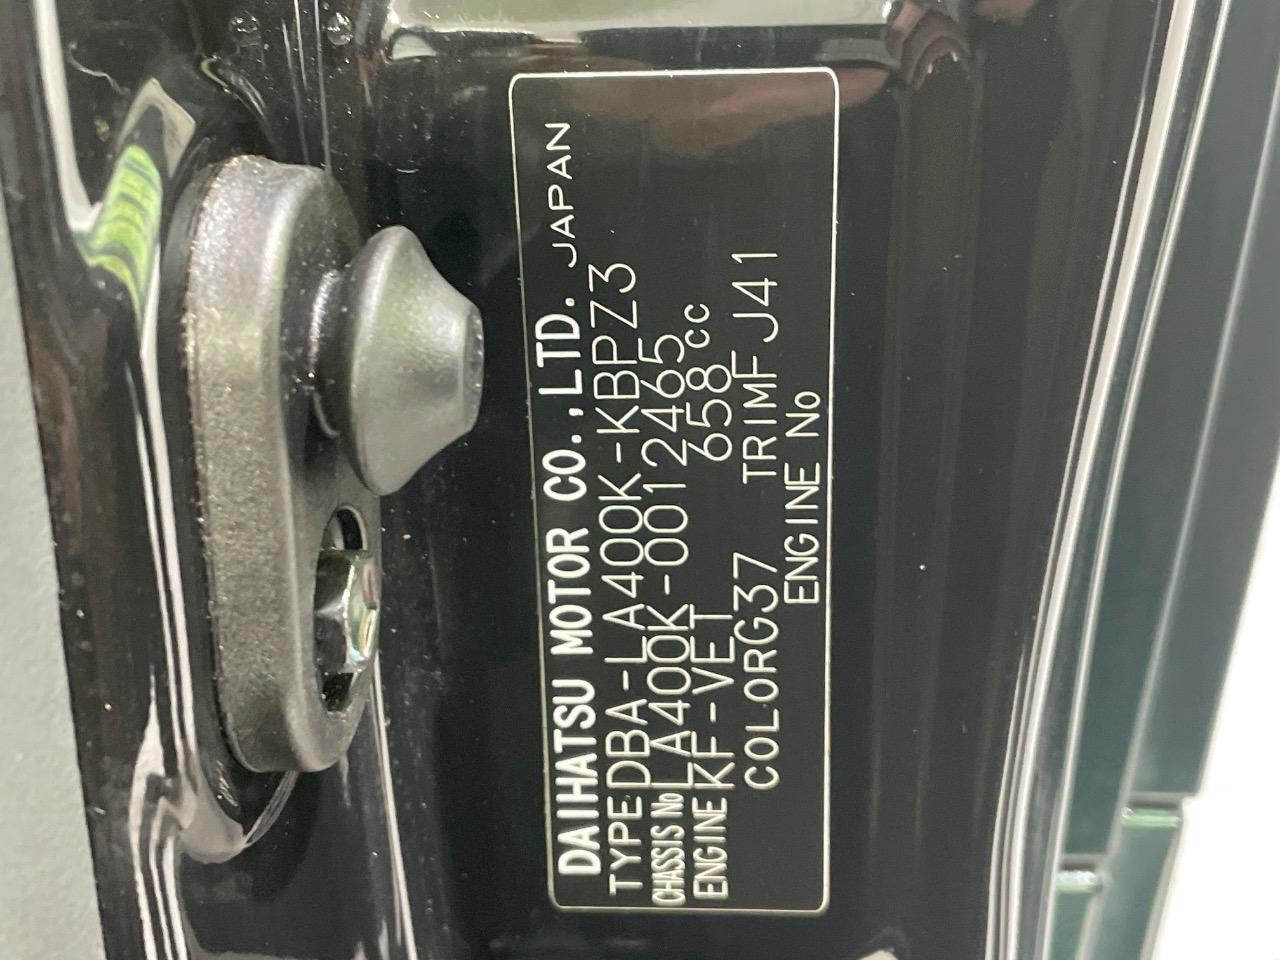 DAIHATSU MOTOR CO.,LTD. JAPAN
TYPE DBA-LA400K-KBPZ3
CHASSIS No LA400K-0012465
ENGINE KF-VET 658cc
COLOR G37 TRIM FJ41
ENGINE No